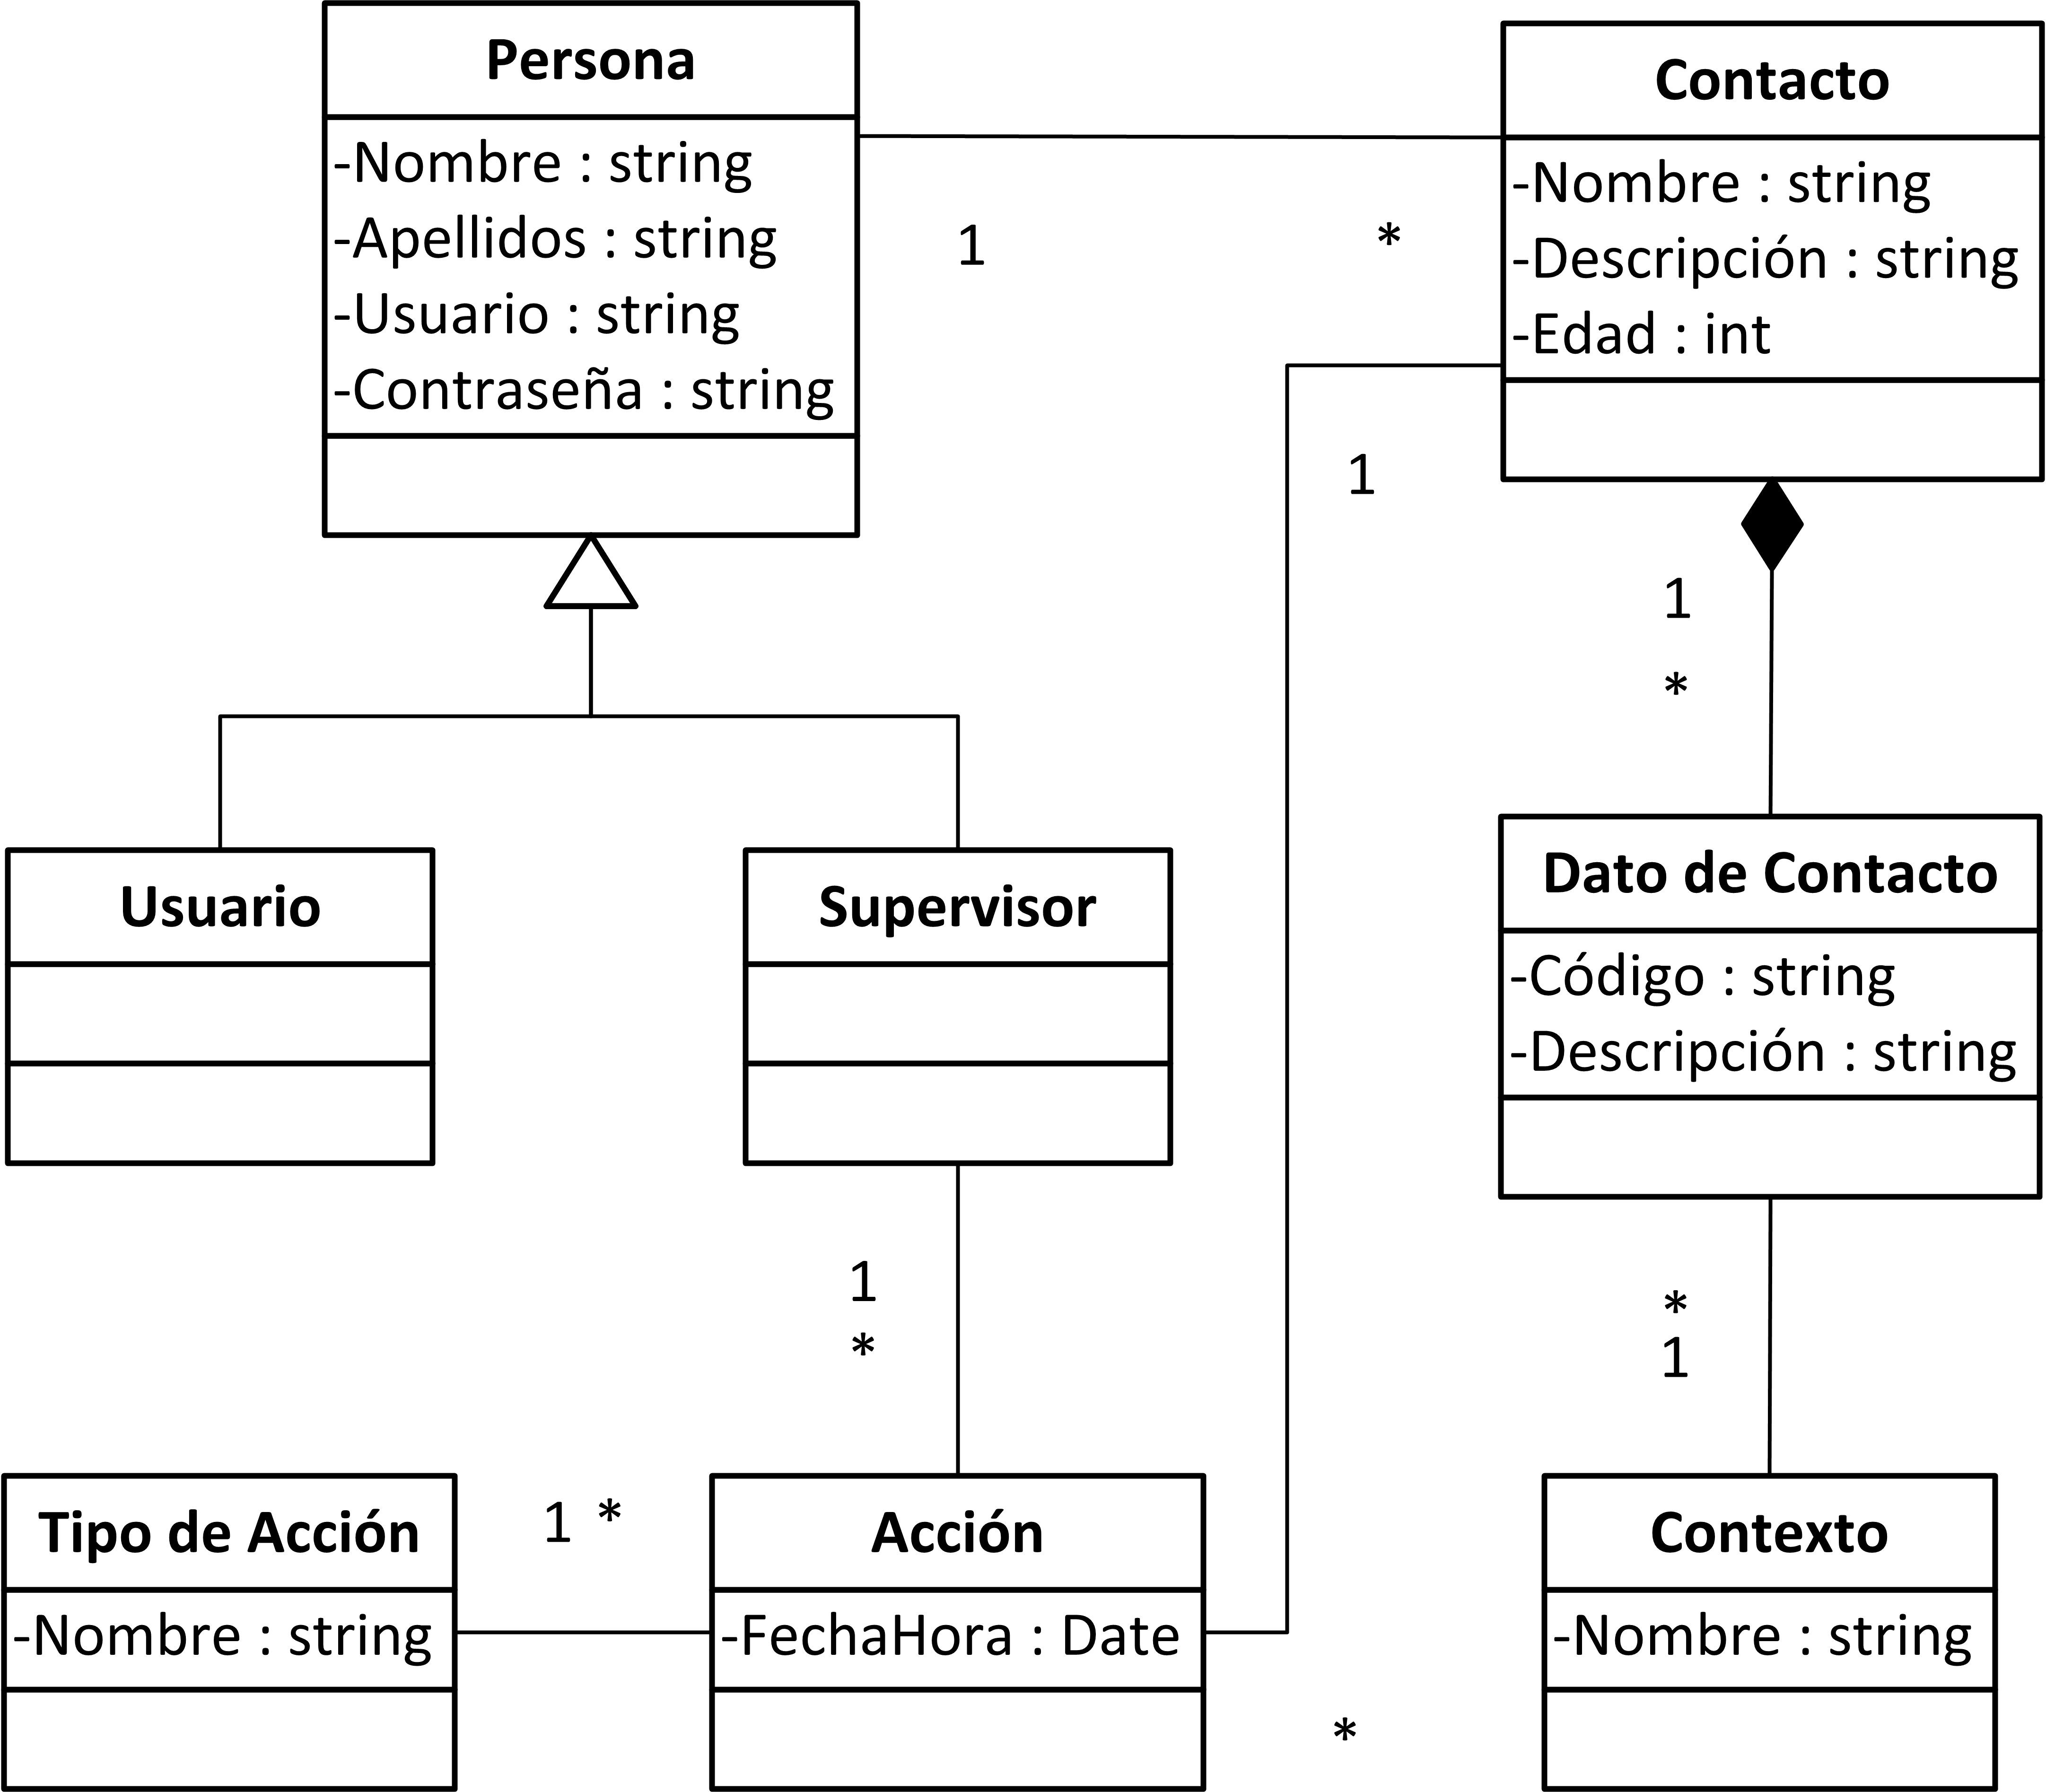 Persona
-Nombre : string
-Apellidos : string
-Usuario : string
-Contraseña : string
Contacto
-Nombre : string
-Descripción : string
-Edad : int
1
*
1
1
*
Usuario
Supervisor
Dato de Contacto
-Código : string
-Descripción : string
1
*
*
1
Tipo de Acción
-Nombre : string
1 *
Acción
-FechaHora : Date
*
Contexto
-Nombre : string